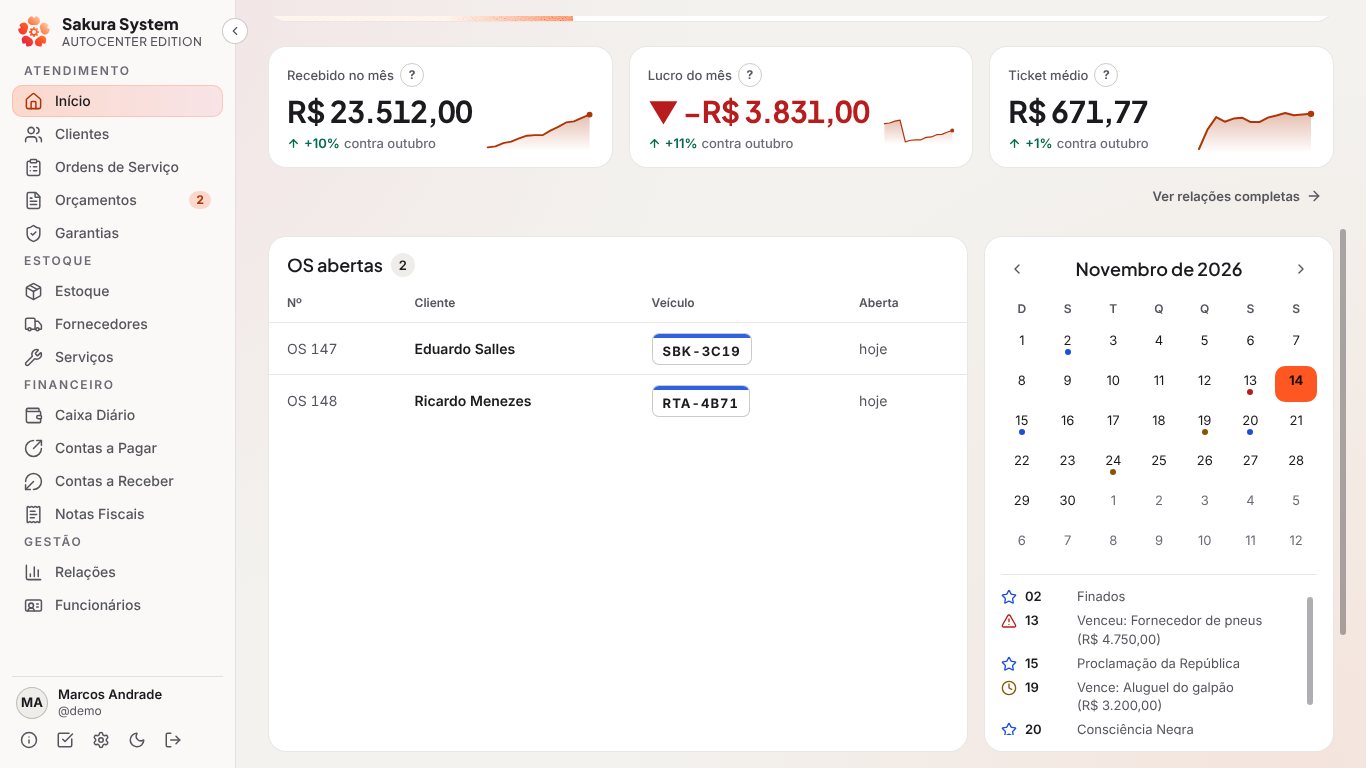 Sakura System
AUTOCENTER EDITION
ATENDIMENTO
Início
Clientes
Ordens de Serviço
Orçamentos 2
Garantias
ESTOQUE
Estoque
Fornecedores
Serviços
FINANCEIRO
Caixa Diário
Contas a Pagar
Contas a Receber
Notas Fiscais
GESTÃO
Relações
Funcionários
MA
Marcos Andrade
@demo
Recebido no mês ?
R$ 23.512,00
↑ +10% contra outubro
Lucro do mês ?
▼ −R$ 3.831,00
↑ +11% contra outubro
Ticket médio ?
R$ 671,77
↑ +1% contra outubro
Ver relações completas →
OS abertas 2
Nº Cliente Veículo Aberta
OS 147 Eduardo Salles SBK-3C19 hoje
OS 148 Ricardo Menezes RTA-4B71 hoje
Novembro de 2026
D S T Q Q S S
1 2 3 4 5 6 7
8 9 10 11 12 13 14
15 16 17 18 19 20 21
22 23 24 25 26 27 28
29 30 1 2 3 4 5
6 7 8 9 10 11 12
02 Finados
13 Venceu: Fornecedor de pneus
(R$ 4.750,00)
15 Proclamação da República
19 Vence: Aluguel do galpão
(R$ 3.200,00)
20 Consciência Negra